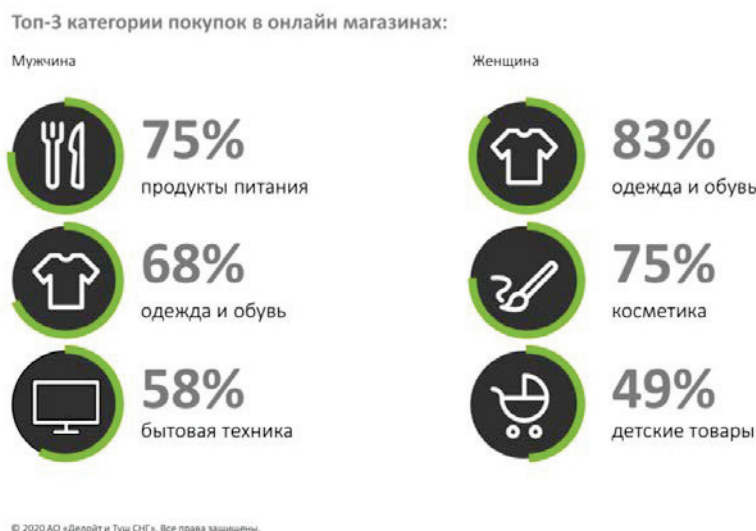 Топ-3 категории покупок в онлайн магазинах:
Мужчина
75%
продукты питания
68%
одежда и обувь
58%
бытовая техника
Женщина
83%
одежда и обувь
75%
косметика
49%
детские товары
© 2020 АО «Делойт и Туш СНГ». Все права защищены.